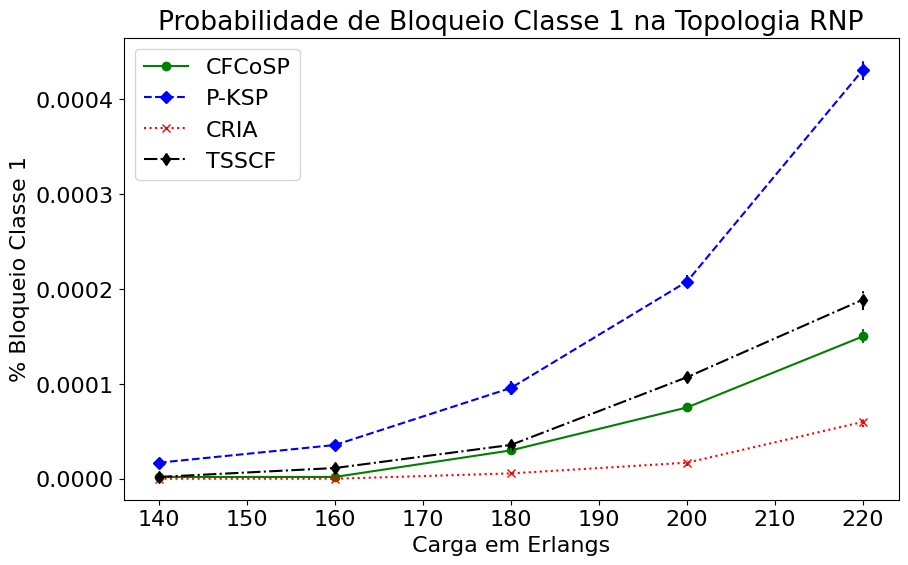 Probabilidade de Bloqueio Classe 1 na Topologia RNP
CFCoSP
P-KSP
CRIA
TSSCF
% Bloqueio Classe 1
0.0004
0.0003
0.0002
0.0001
0.0000
140 150 160 170 180 190 200 210 220
Carga em Erlangs